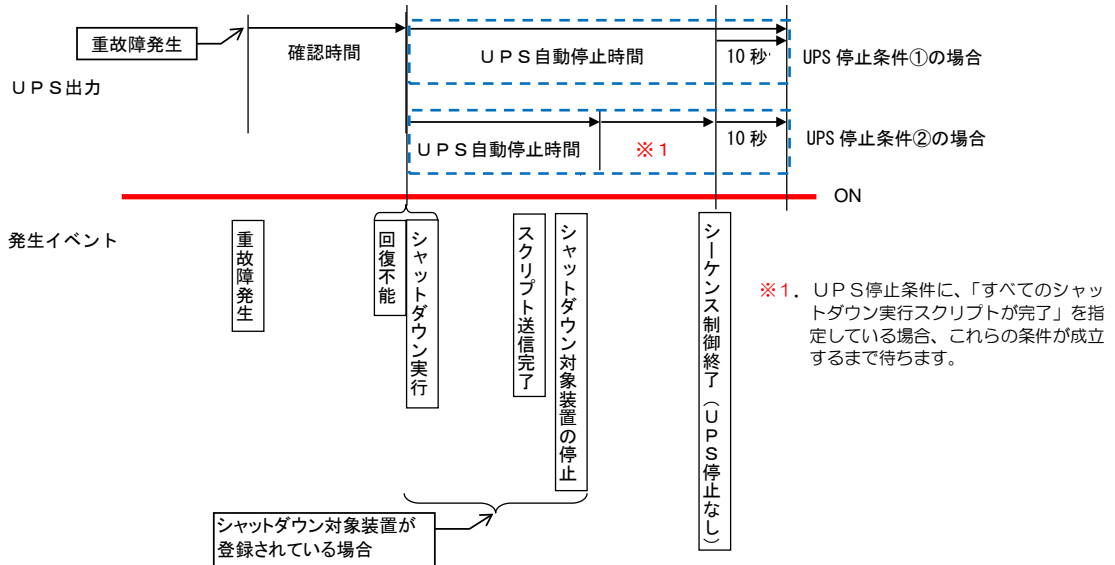 重故障発生
確認時間
ＵＰＳ自動停止時間
10 秒
UPS 停止条件①の場合
ＵＰＳ出力
ＵＰＳ自動停止時間
※１
10 秒
UPS 停止条件②の場合
ON
発生イベント
重故障発生
回復不能
シャットダウン実行
スクリプト送信完了
シャットダウン対象装置の停止
シーケンス制御終了（ＵＰＳ停止なし）
※1．ＵＰＳ停止条件に、「すべてのシャッ
トダウン実行スクリプトが完了」を指
定している場合、これらの条件が成立
するまで待ちます。
シャットダウン対象装置が
登録されている場合